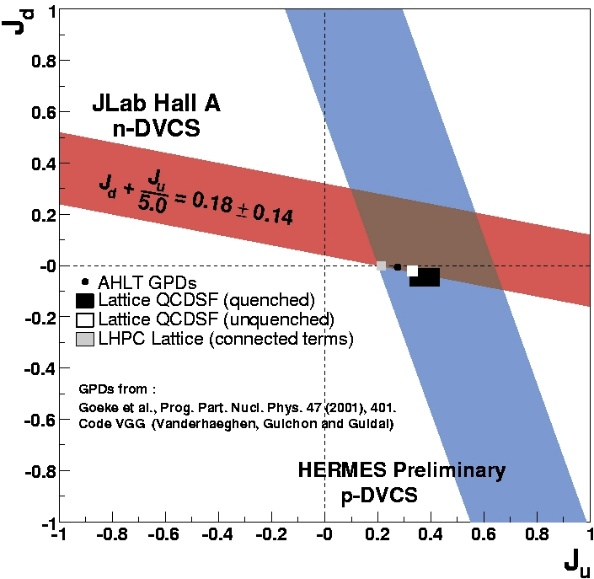 J_d
1
0.8
0.6
0.4
0.2
-0
-0.2
-0.4
-0.6
-0.8
-1
JLab Hall A
n-DVCS
J_d + J_u/5.0 = 0.18 ± 0.14
AHLT GPDs
Lattice QCDSF (quenched)
Lattice QCDSF (unquenched)
LHPC Lattice (connected terms)
GPDs from :
Goeke et al., Prog. Part. Nucl. Phys. 47 (2001), 401.
Code VGG (Vanderhaeghen, Guichon and Guidal)
HERMES Preliminary
p-DVCS
-1 -0.8 -0.6 -0.4 -0.2 -0 0.2 0.4 0.6 0.8 1
J_u